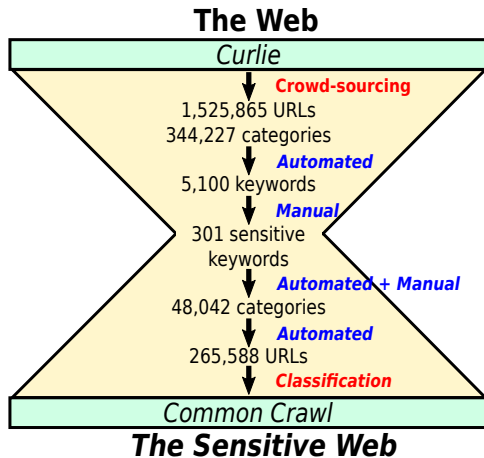 The Web
Curlie
Crowd-sourcing
1,525,865 URLs
344,227 categories
Automated
5,100 keywords
Manual
301 sensitive
keywords
Automated + Manual
48,042 categories
Automated
265,588 URLs
Classification
Common Crawl
The Sensitive Web